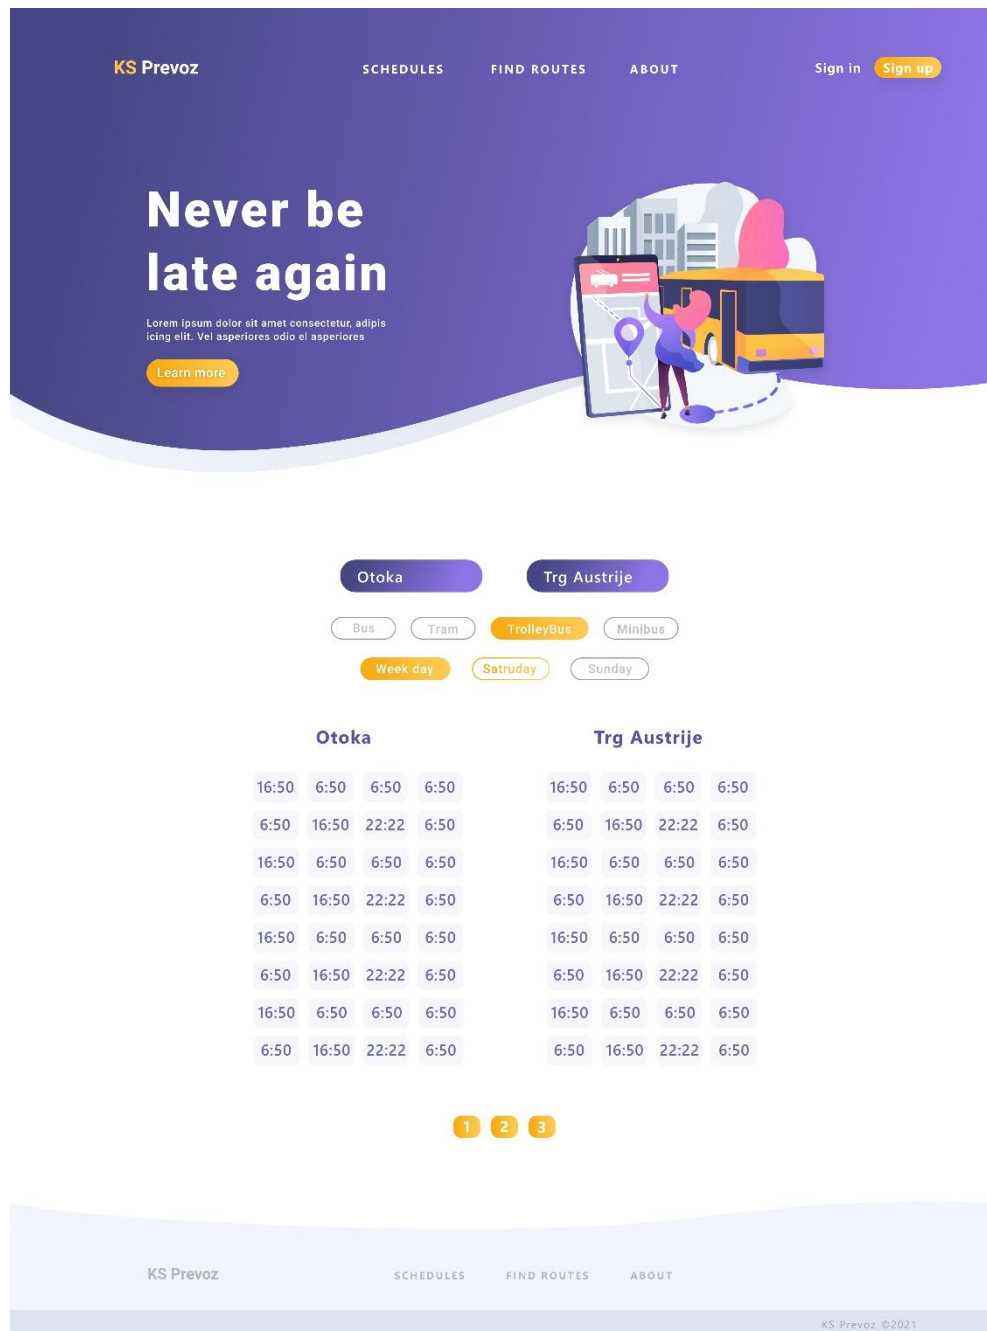 KS Prevoz
SCHEDULES FIND ROUTES ABOUT
Sign in Sign up
Never be
late again
Lorem ipsum dolor sit amet consectetur, adipis
icing elit. Vel asperiores odio el asperiores
Learn more
Otoka Trg Austrije
Bus Tram TrolleyBus Minibus
Week day Satruday Sunday
Otoka Trg Austrije
16:50 6:50 6:50 6:50 16:50 6:50 6:50 6:50
6:50 16:50 22:22 6:50 6:50 16:50 22:22 6:50
16:50 6:50 6:50 6:50 16:50 6:50 6:50 6:50
6:50 16:50 22:22 6:50 6:50 16:50 22:22 6:50
16:50 6:50 6:50 6:50 16:50 6:50 6:50 6:50
6:50 16:50 22:22 6:50 6:50 16:50 22:22 6:50
16:50 6:50 6:50 6:50 16:50 6:50 6:50 6:50
6:50 16:50 22:22 6:50 6:50 16:50 22:22 6:50
1 2 3
KS Prevoz
SCHEDULES FIND ROUTES ABOUT
KS Prevoz ©2021